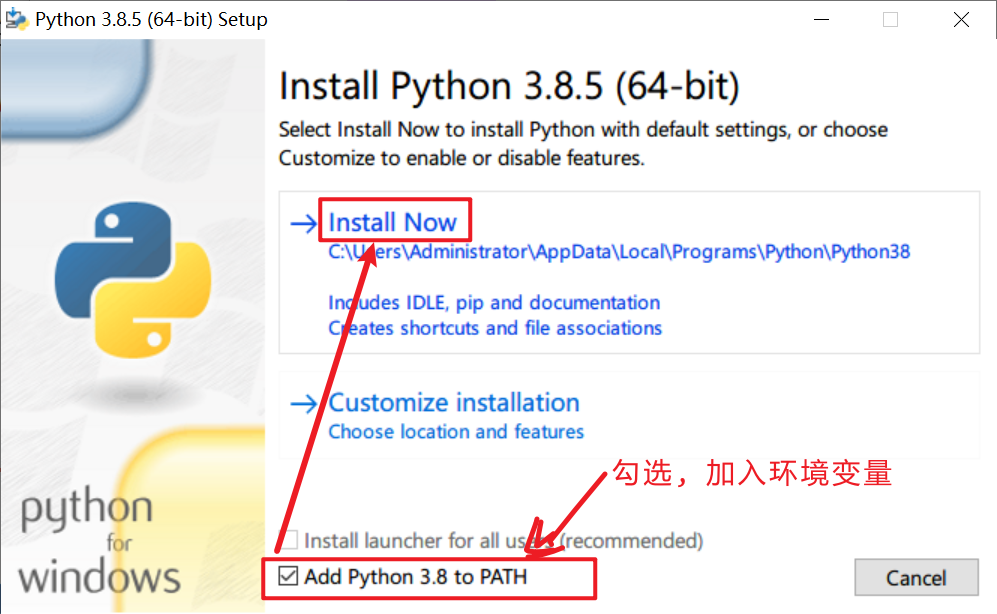 Python 3.8.5 (64-bit) Setup
Install Python 3.8.5 (64-bit)
Select Install Now to install Python with default settings, or choose
Customize to enable or disable features.
Install Now
C:\Users\Administrator\AppData\Local\Programs\Python\Python38
Includes IDLE, pip and documentation
Creates shortcuts and file associations
Customize installation
Choose location and features
勾选，加入环境变量
Install launcher for all users (recommended)
Add Python 3.8 to PATH
Cancel
python
for
windows